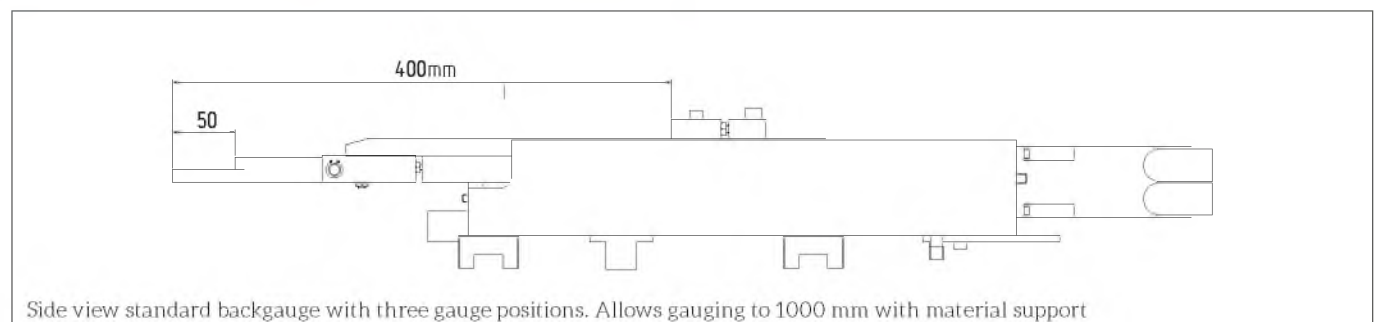 400mm
50
Side view standard backgauge with three gauge positions. Allows gauging to 1000 mm with material support